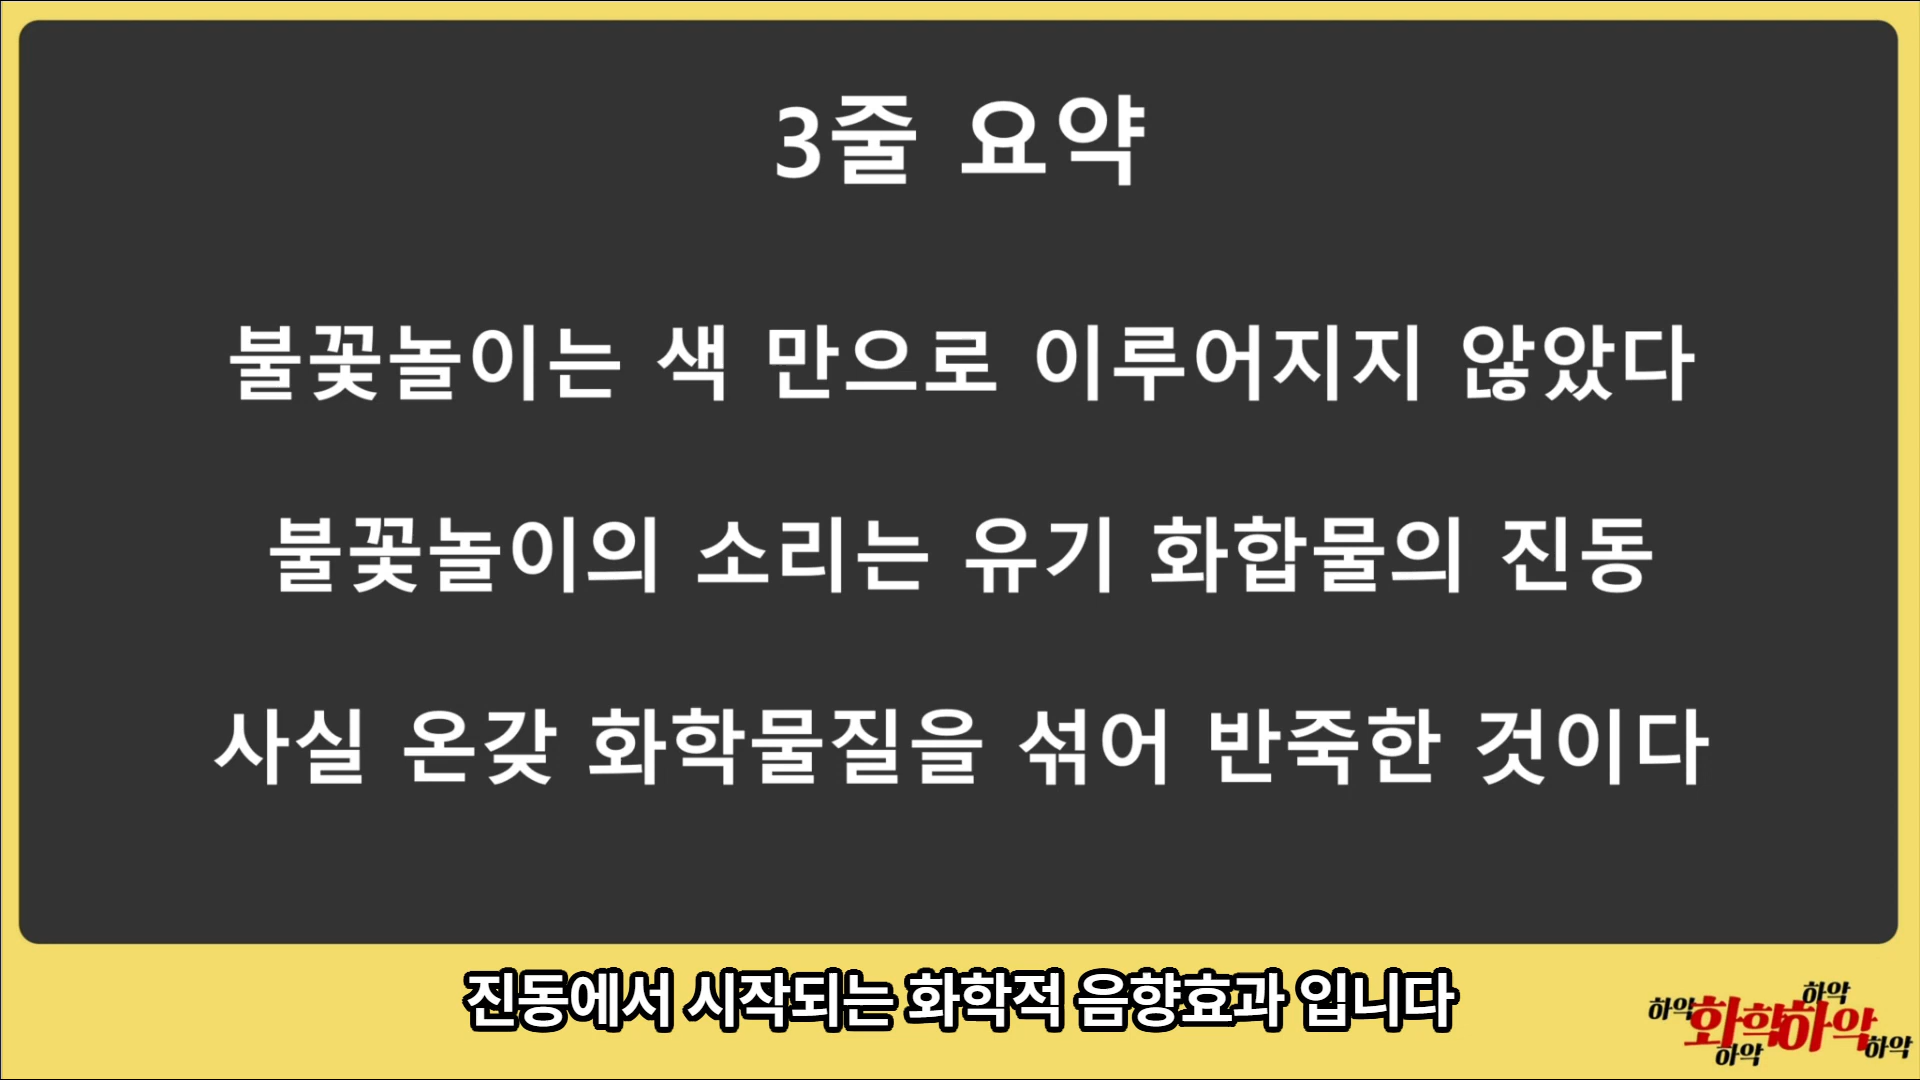 3줄 요약
불꽃놀이는 색 만으로 이루어지지 않았다
불꽃놀이의 소리는 유기 화합물의 진동
사실 온갖 화학물질을 섞어 반죽한 것이다
진동에서 시작되는 화학적 음향효과 입니다
하약
하약
화학하약
하약
하약